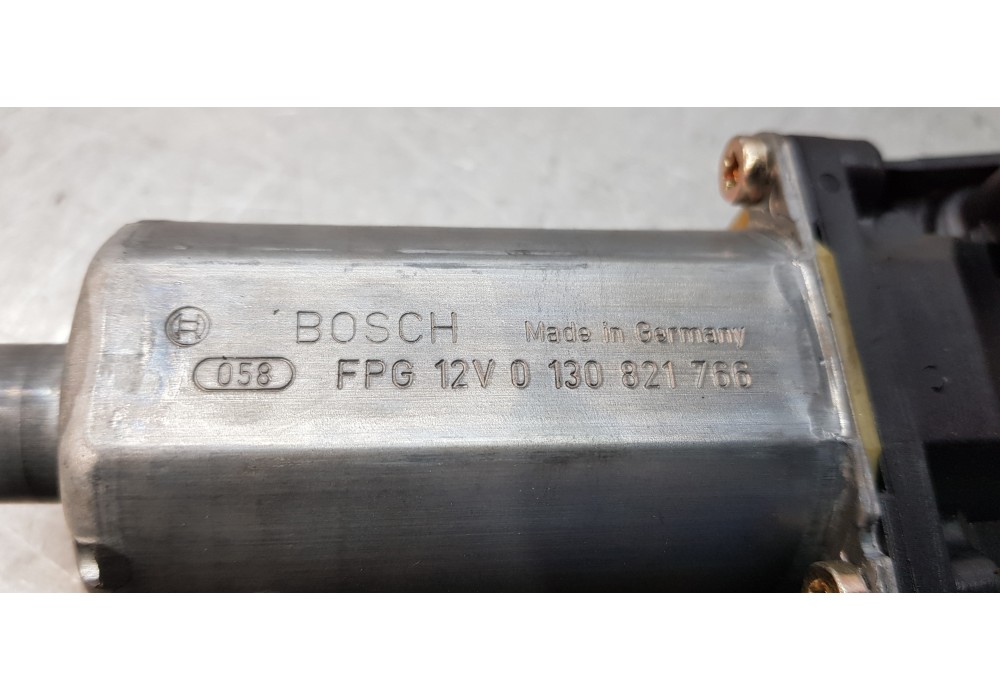 BOSCH Made in Germany
058 FPG 12V 0 130 821 766